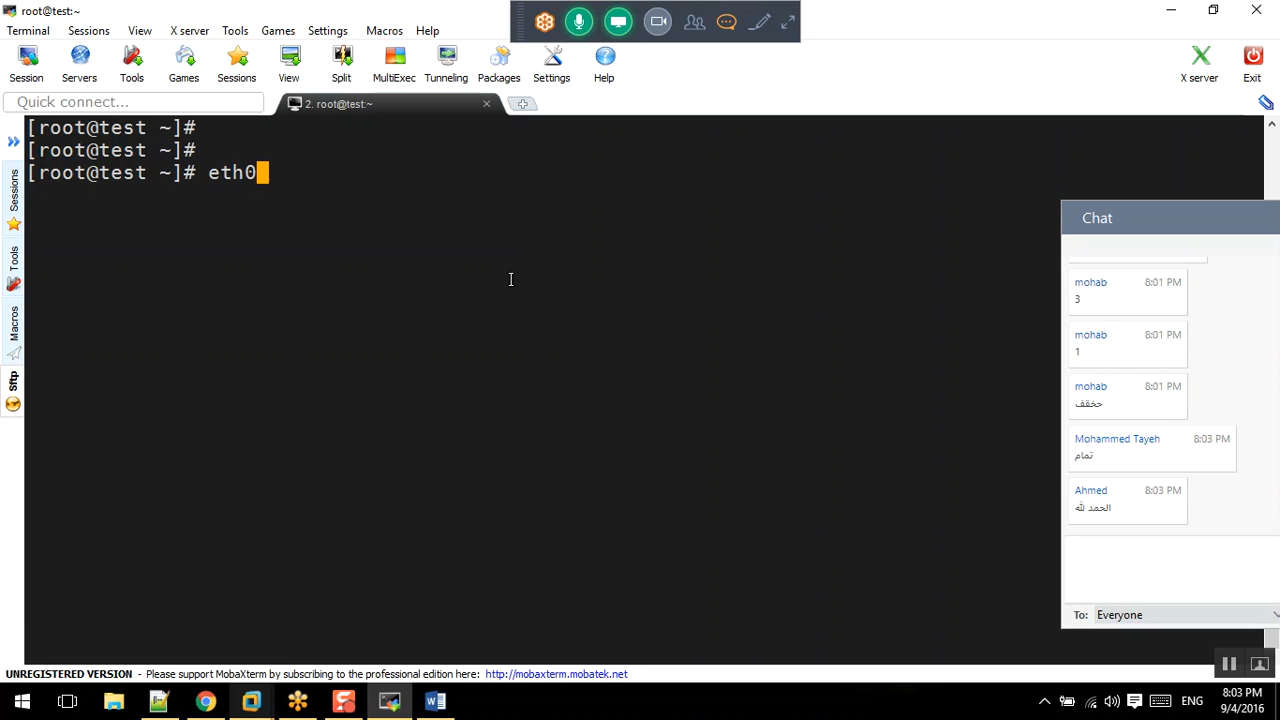 root@test:~
Terminal Sessions View X server Tools Games Settings Macros Help
Session Servers Tools Games Sessions View Split MultiExec Tunneling Packages Settings Help X server Exit
Quick connect...
2. root@test:~
[root@test ~]#
[root@test ~]#
[root@test ~]# eth0
Sessions
Tools
Macros
Sftp
Chat
mohab 8:01 PM
3
mohab 8:01 PM
1
mohab 8:01 PM
حخقف
Mohammed Tayeh 8:03 PM
تمام
Ahmed 8:03 PM
الحمد لله
To: Everyone
UNREGISTERED VERSION - Please support MobaXterm by subscribing to the professional edition here: http://mobaxterm.mobatek.net
ENG
8:03 PM
9/4/2016